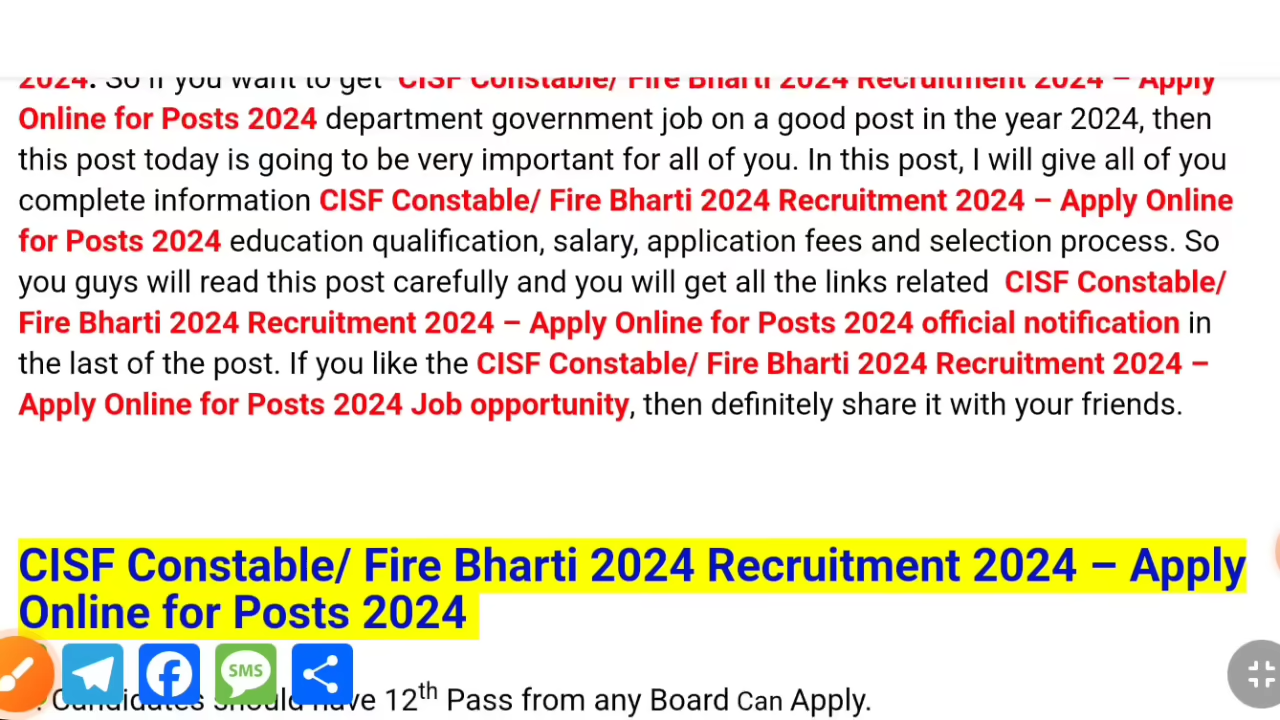 2024. So if you want to get CISF Constable/ Fire Bharti 2024 Recruitment 2024 – Apply
Online for Posts 2024 department government job on a good post in the year 2024, then
this post today is going to be very important for all of you. In this post, I will give all of you
complete information CISF Constable/ Fire Bharti 2024 Recruitment 2024 – Apply Online
for Posts 2024 education qualification, salary, application fees and selection process. So
you guys will read this post carefully and you will get all the links related CISF Constable/
Fire Bharti 2024 Recruitment 2024 – Apply Online for Posts 2024 official notification in
the last of the post. If you like the CISF Constable/ Fire Bharti 2024 Recruitment 2024 –
Apply Online for Posts 2024 Job opportunity, then definitely share it with your friends.
CISF Constable/ Fire Bharti 2024 Recruitment 2024 – Apply
Online for Posts 2024
SMS
Candidates should have 12th Pass from any Board Can Apply.